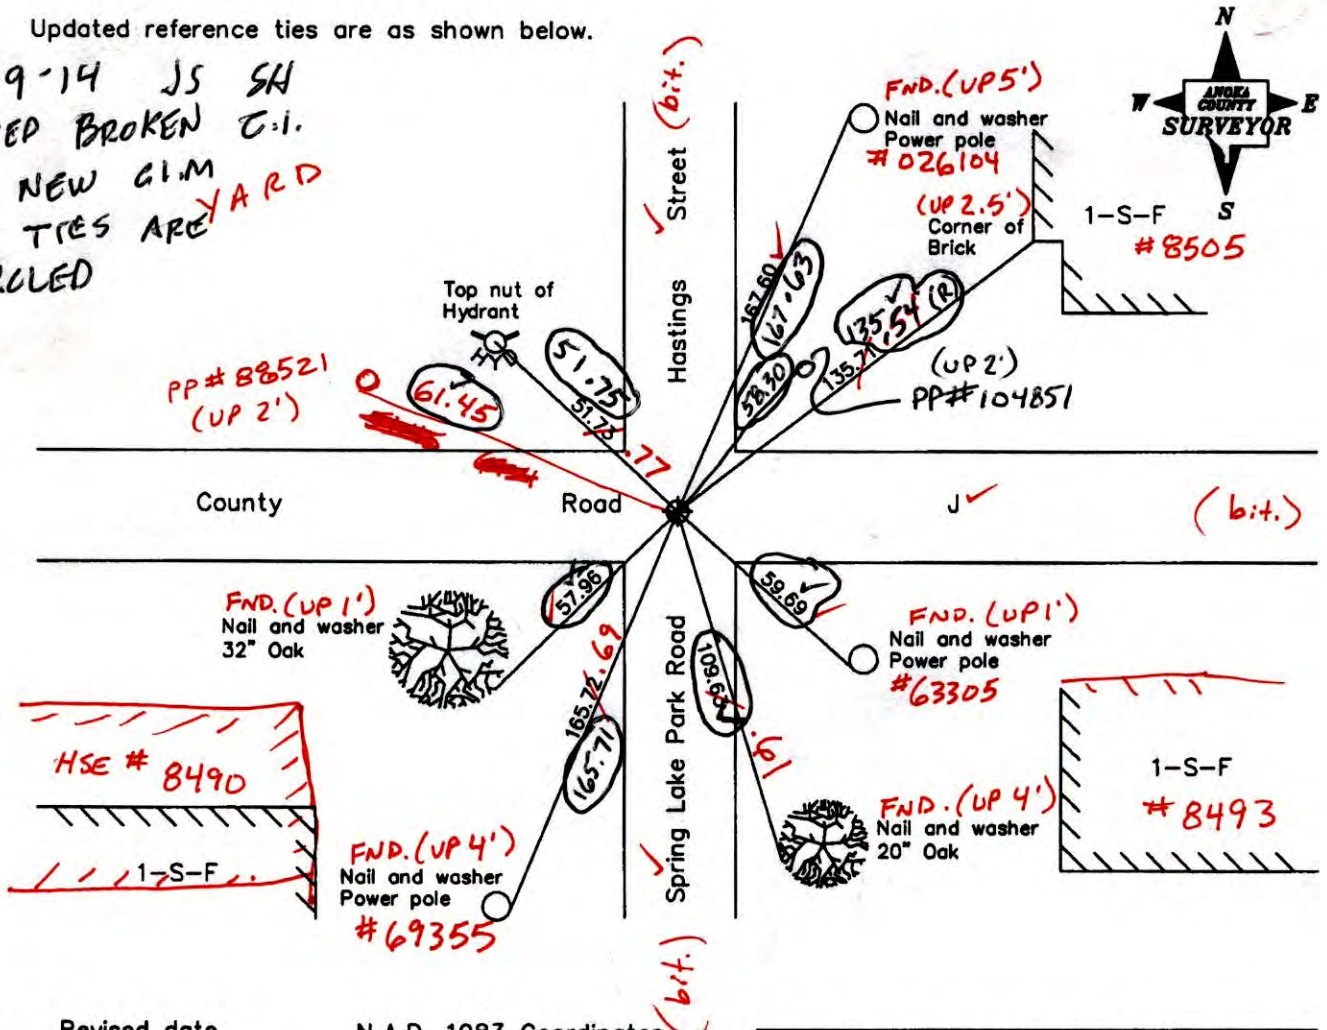 Updated reference ties are as shown below.
9-14 JS SH
BROKEN C.I.
NEW C.I.M
TIES ARE YARD
N
W ANOKA COUNTY E
SURVEYOR
S
Street (bit.)
Hastings
FND. (UP 5')
Nail and washer
Power pole
# 026104
(UP 2.5')
Corner of
Brick
1-S-F
# 8505
Top nut of
Hydrant
HYD
PP# 88521
(UP 2')
61.45
51.75
51.73
.77
167.60
167.63
58.30
135.71
135.54 (R)
(UP 2')
PP# 104851
County Road J
(bit.)
57.96
59.69
FND. (UP 1')
Nail and washer
32" Oak
FND. (UP 1')
Nail and washer
Power pole
#63305
165.72
.69
165.71
.61
Spring Lake Park Road
(bit.)
HSE # 8490
1-S-F
1-S-F
# 8493
FND. (UP 4')
Nail and washer
20" Oak
FND. (UP 4')
Nail and washer
Power pole
#69355
Revised date
N.A.D. 1983 Coordinates